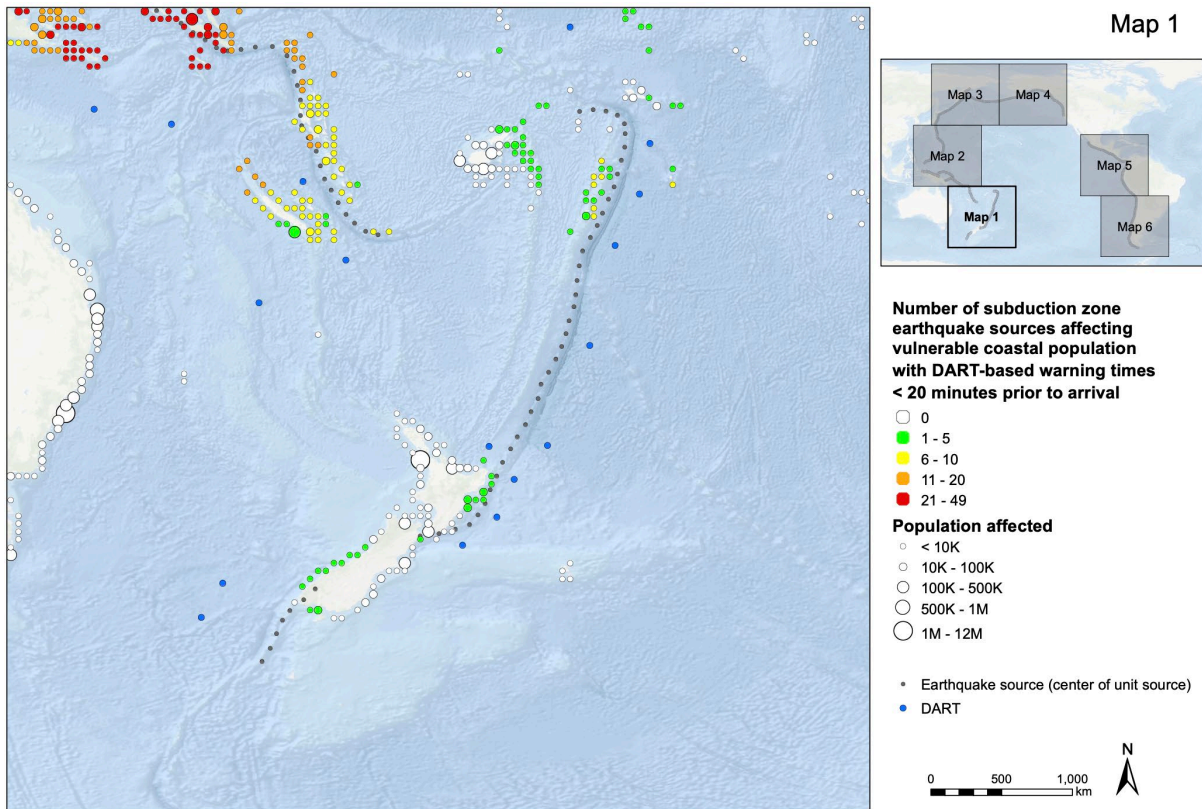 Map 1
Map 3
Map 4
Map 2
Map 5
Map 1
Map 6
Number of subduction zone
earthquake sources affecting
vulnerable coastal population
with DART-based warning times
< 20 minutes prior to arrival
0
1 - 5
6 - 10
11 - 20
21 - 49
Population affected
< 10K
10K - 100K
100K - 500K
500K - 1M
1M - 12M
Earthquake source (center of unit source)
DART
N
0 500 1,000
km